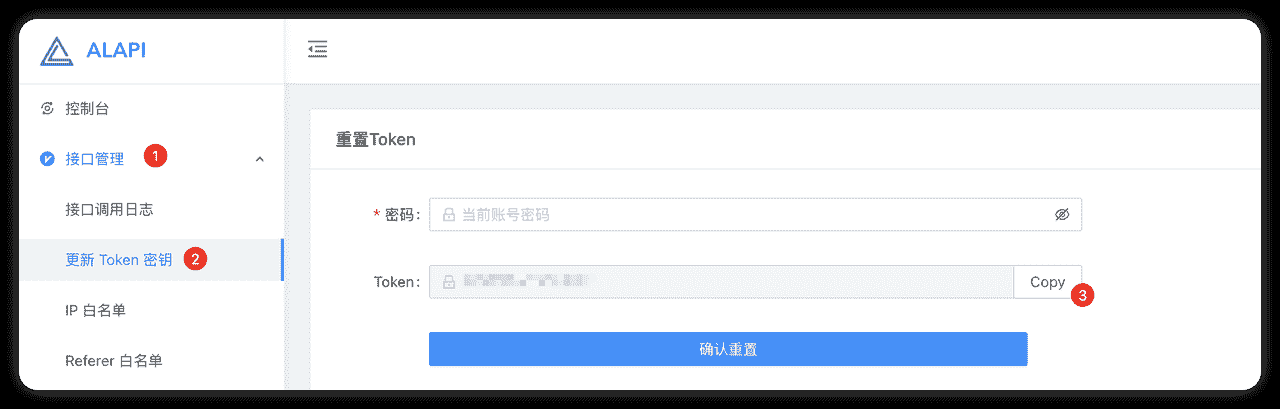 ALAPI
控制台
接口管理 1
接口调用日志
更新 Token 密钥 2
IP 白名单
Referer 白名单
重置Token
* 密码: 当前账号密码
Token: Copy 3
确认重置